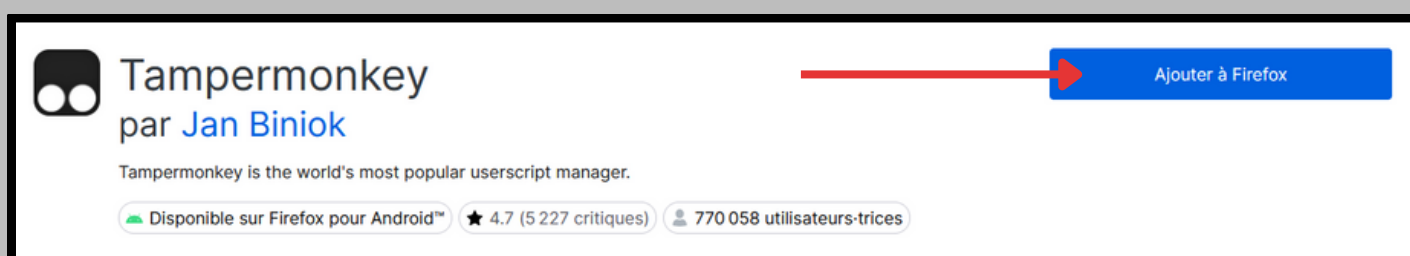 Tampermonkey
Ajouter à Firefox
par Jan Biniok
Tampermonkey is the world's most popular userscript manager.
Disponible sur Firefox pour Android™ 4.7 (5 227 critiques) 770 058 utilisateurs·trices